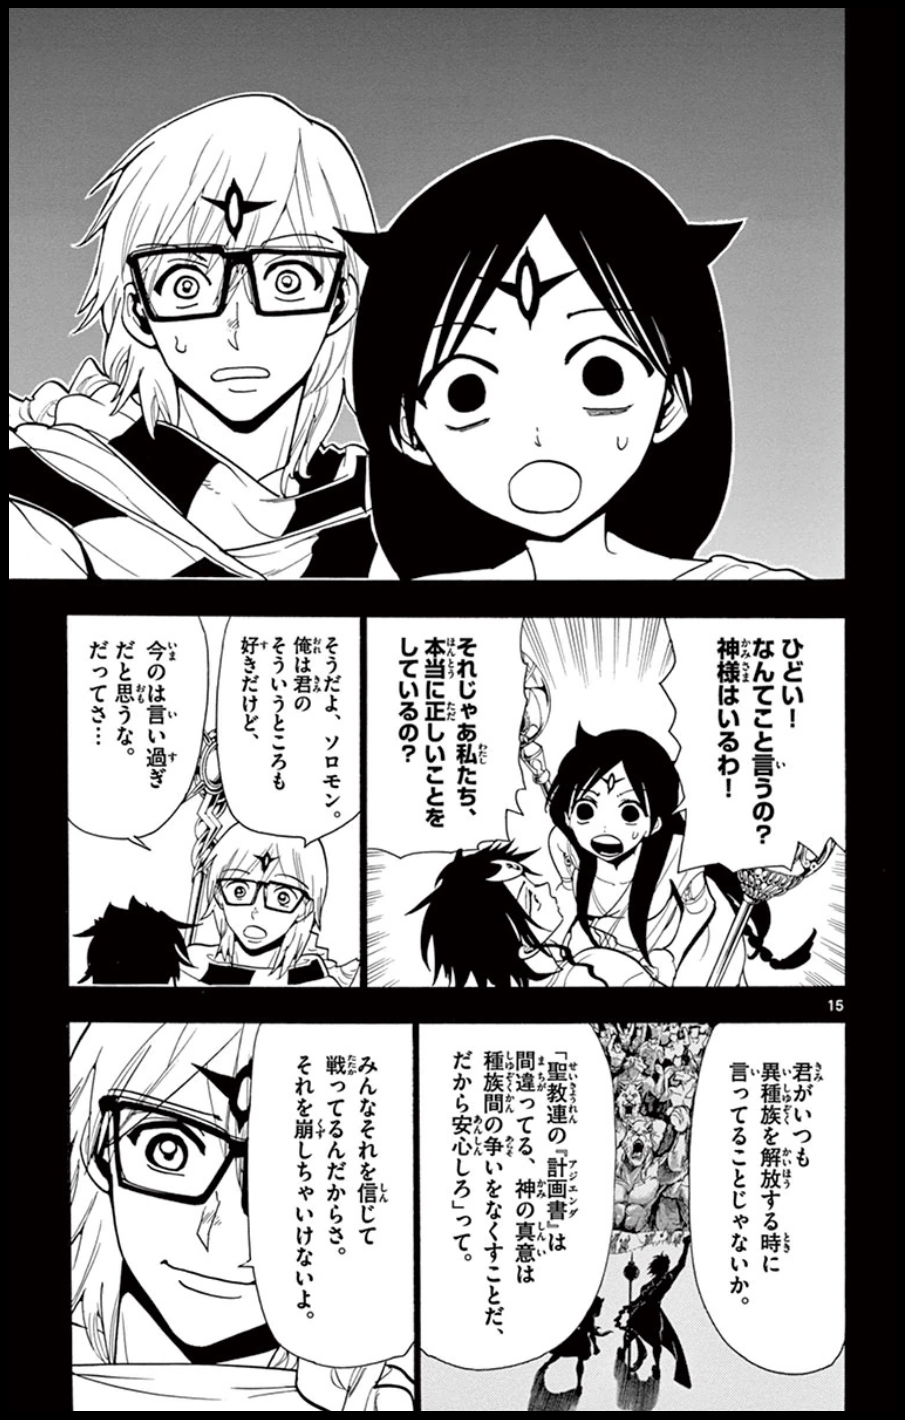 ひどい!
なんてこと言うの?
神様はいるわ!
それじゃあ私たち、
本当に正しいことを
しているの?
そうだよ、ソロモン。
俺は君の
そういうところも
好きだけど、
今のは言い過ぎ
だと思うな。
だってさ…
15
君がいつも
異種族を解放する時に
言ってることじゃないか。
「聖教連の『計画書』は
間違ってる、神の真意は
種族間の争いをなくすことだ、
だから安心しろ」って。
みんなそれを信じて
戦ってるんだからさ。
それを崩しちゃいけないよ。